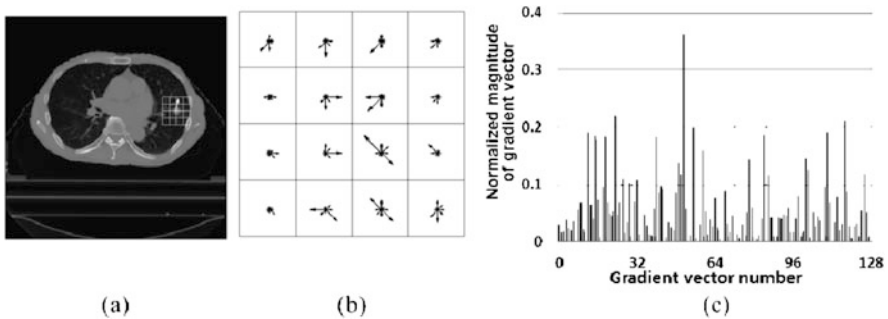 0.4
0.3
0.2
0.1
0
Normalized magnitude
of gradient vector
0 32 64 96 128
Gradient vector number
(a) (b) (c)